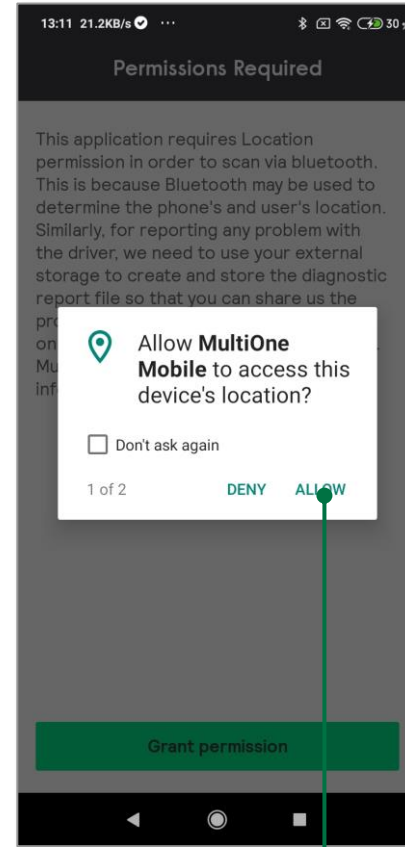 13:11 21.2KB/s ··· 30
Permissions Required
This application requires Location
permission in order to scan via bluetooth.
This is because Bluetooth may be used to
determine the phone's and user's location.
Similarly, for reporting any problem with
the driver, we need to use your external
storage to create and store the diagnostic
report file so that you can share us the
Allow MultiOne
Mobile to access this
device's location?
Don't ask again
1 of 2 DENY ALLOW
Grant permission